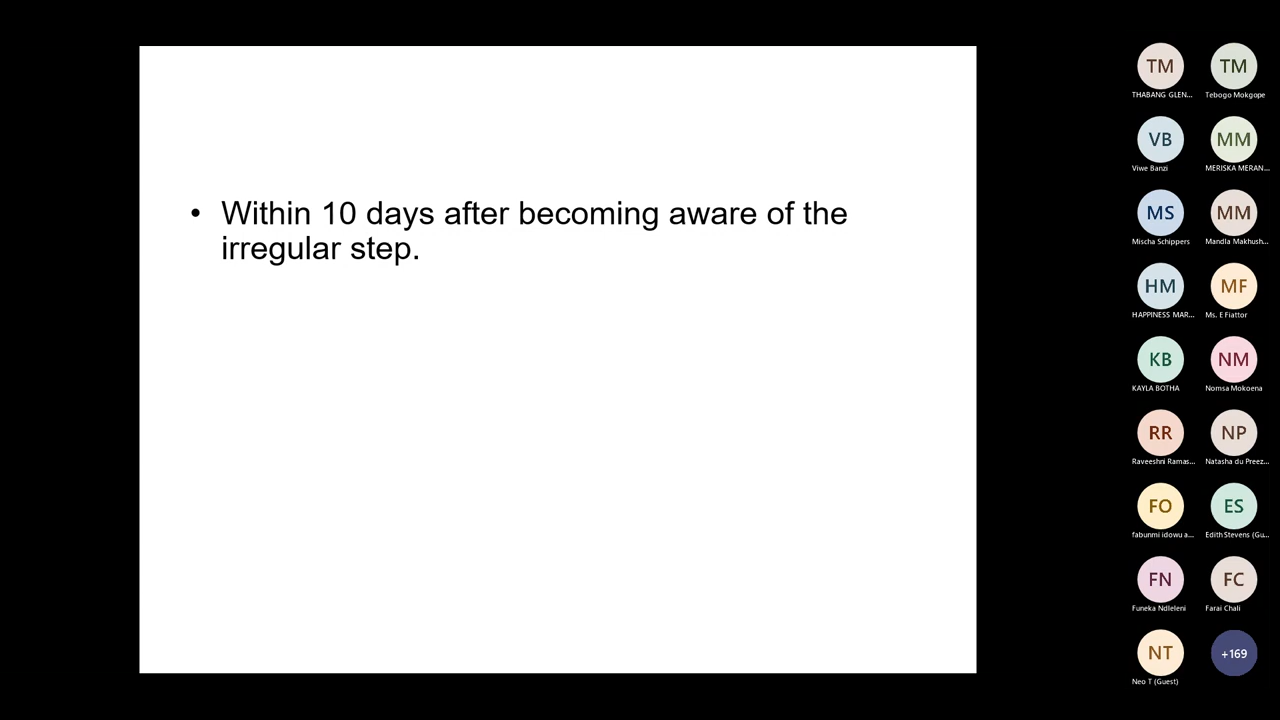 • Within 10 days after becoming aware of the
irregular step.
TM
THABANG GLEN...
TM
Tebogo Mokgope
VB
Viwe Banzi
MM
MERISKA MERAN...
MS
Mischa Schippers
MM
Mandla Makhush...
HM
HAPPINESS MAR...
MF
Ms. E Fiattor
KB
KAYLA BOTHA
NM
Nomsa Mokoena
RR
Raveeshni Ramas...
NP
Natasha du Preez...
FO
fabunmi idowu a...
ES
Edith Stevens (Gu...
FN
Funeka Ndleleni
FC
Farai Chali
NT
Neo T (Guest)
+169